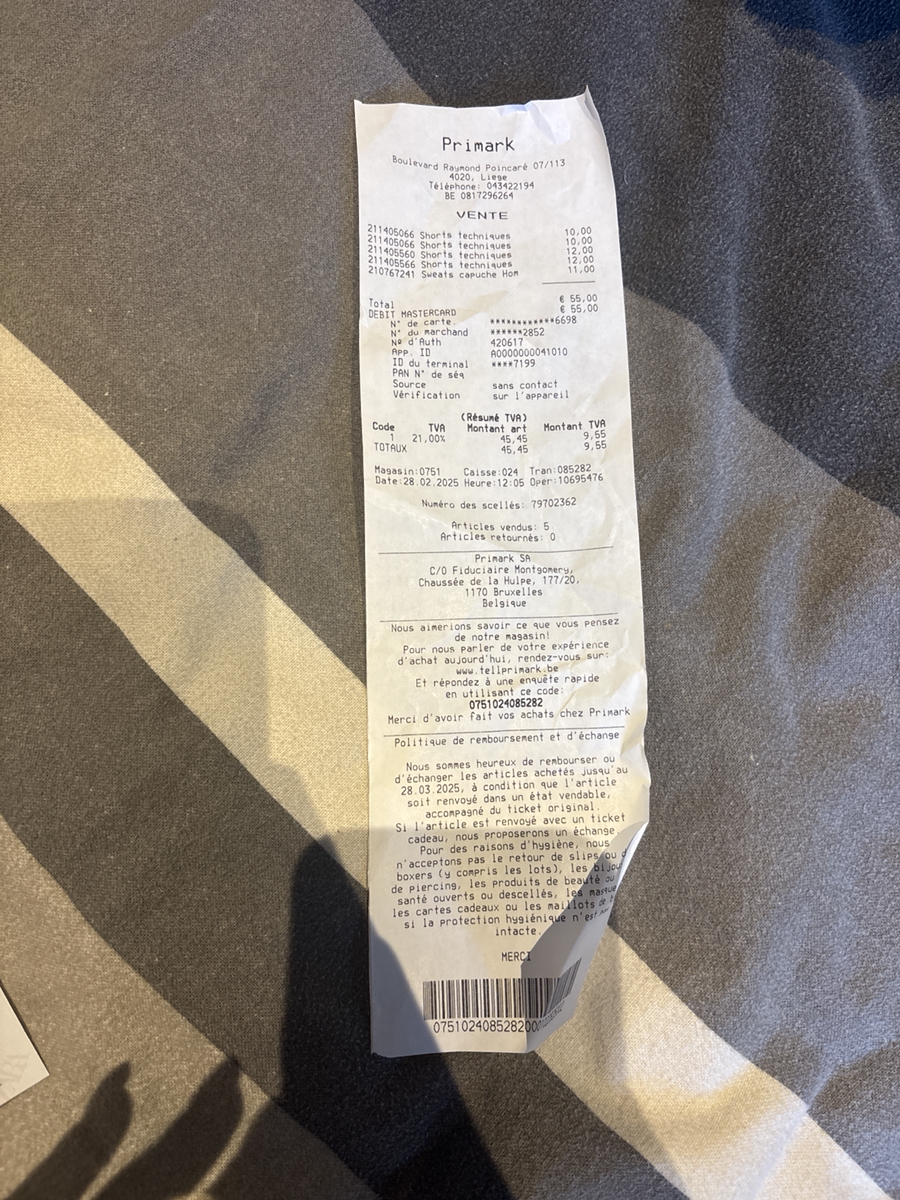 Primark
Boulevard Raymond Poincaré 07/113
4020, Liege
Téléphone: 043422194
BE 0817296264
VENTE
211405066 Shorts techniques 10,00
211405066 Shorts techniques 10,00
211405560 Shorts techniques 12,00
211405566 Shorts techniques 12,00
210767241 Sweats capuche Hom 11,00
Total € 55,00
DEBIT MASTERCARD € 55,00
N° de carte. ************6698
N° du marchand ******2852
Nº d'Auth 420617
App. ID A0000000041010
ID du terminal ****7199
PAN N° de séq
Source sans contact
Vérification sur l'appareil
(Résumé TVA)
Code TVA Montant art Montant TVA
1 21,00% 45,45 9,55
TOTAUX 45,45 9,55
Magasin:0751 Caisse:024 Tran:085282
Date:28.02.2025 Heure:12:05 Oper:10695476
Numéro des scellés: 79702362
Articles vendus: 5
Articles retournés: 0
Primark SA
C/O Fiduciaire Montgomery,
Chaussée de la Hulpe, 177/20,
1170 Bruxelles
Belgique
Nous aimerions savoir ce que vous pensez
de notre magasin!
Pour nous parler de votre expérience
d'achat aujourd'hui, rendez-vous sur:
www.tellprimark.be
Et répondez à une enquête rapide
en utilisant ce code:
0751024085282
Merci d'avoir fait vos achats chez Primark
Politique de remboursement et d'échange
Nous sommes heureux de rembourser ou
d'échanger les articles achetés jusqu'au
28.03.2025, à condition que l'article
soit renvoyé dans un état vendable,
accompagné du ticket original.
Si l'article est renvoyé avec un ticket
cadeau, nous proposerons un échange.
Pour des raisons d'hygiène, nous
n'acceptons pas le retour de slips ou
boxers (y compris les lots), les
de piercings, les produits de beauté ou
santé ouverts ou descellés, les
les cartes cadeaux ou les maillots de
si la protection hygiénique n'est
intacte.
MERCI